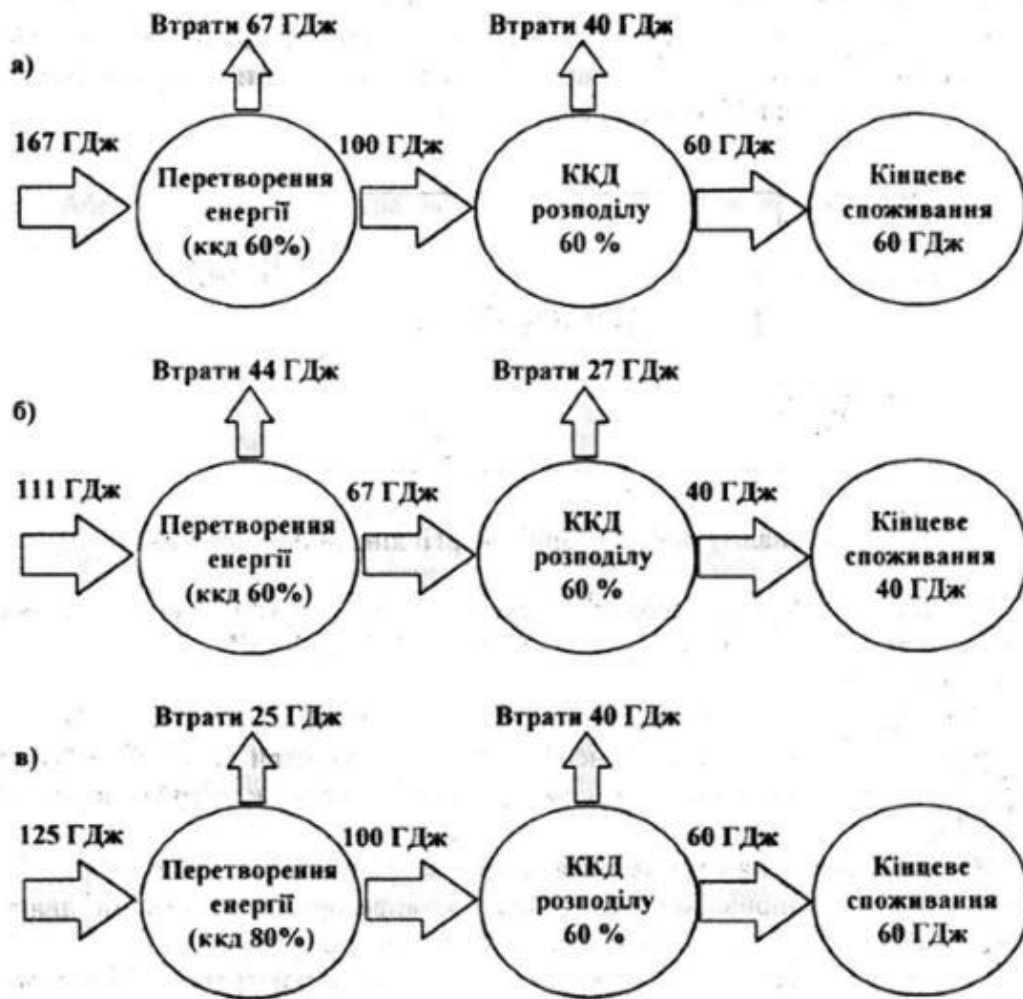 Втрати 67 ГДж
Втрати 40 ГДж
а)
167 ГДж
100 ГДж
60 ГДж
Перетворення
енергії
(ккд 60%)
ККД
розподілу
60 %
Кінцеве
споживання
60 ГДж
Втрати 44 ГДж
Втрати 27 ГДж
б)
111 ГДж
67 ГДж
40 ГДж
Перетворення
енергії
(ккд 60%)
ККД
розподілу
60 %
Кінцеве
споживання
40 ГДж
Втрати 25 ГДж
Втрати 40 ГДж
в)
125 ГДж
100 ГДж
60 ГДж
Перетворення
енергії
(ккд 80%)
ККД
розподілу
60 %
Кінцеве
споживання
60 ГДж